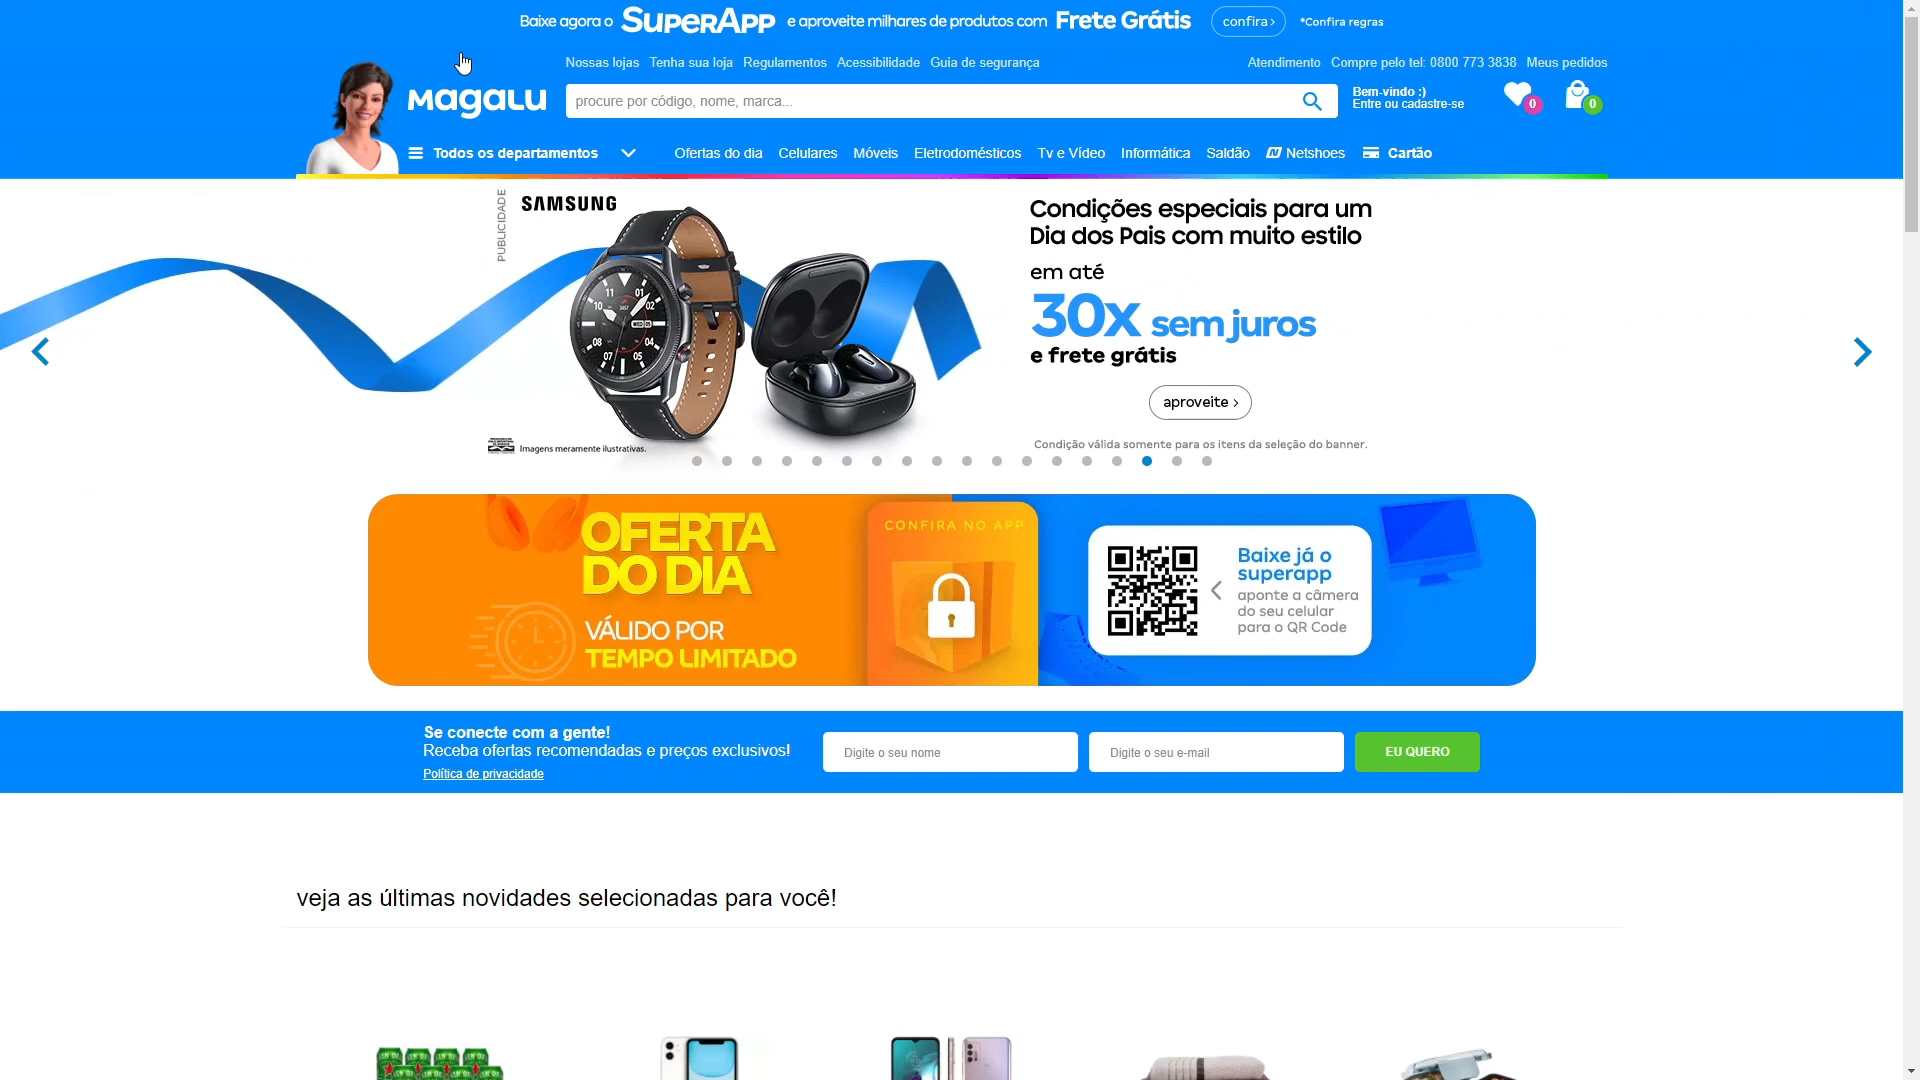 Baixe agora o SuperApp e aproveite milhares de produtos com Frete Grátis confira › *Confira regras
Nossas lojas Tenha sua loja Regulamentos Acessibilidade Guia de segurança Atendimento Compre pelo tel: 0800 773 3838 Meus pedidos
Magalu
procure por código, nome, marca...
Bem-vindo :)
Entre ou cadastre-se
0
0
Todos os departamentos Ofertas do dia Celulares Móveis Eletrodomésticos Tv e Vídeo Informática Saldão Netshoes Cartão
PUBLICIDADE
SAMSUNG
Condições especiais para um
Dia dos Pais com muito estilo
em até
30x sem juros
e frete grátis
aproveite ›
Imagens meramente ilustrativas.
Condição válida somente para os itens da seleção do banner.
OFERTA
DO DIA
VÁLIDO POR
TEMPO LIMITADO
CONFIRA NO APP
Baixe já o
superapp
aponte a câmera
do seu celular
para o QR Code
Se conecte com a gente!
Receba ofertas recomendadas e preços exclusivos!
Política de privacidade
Digite o seu nome
Digite o seu e-mail
EU QUERO
veja as últimas novidades selecionadas para você!